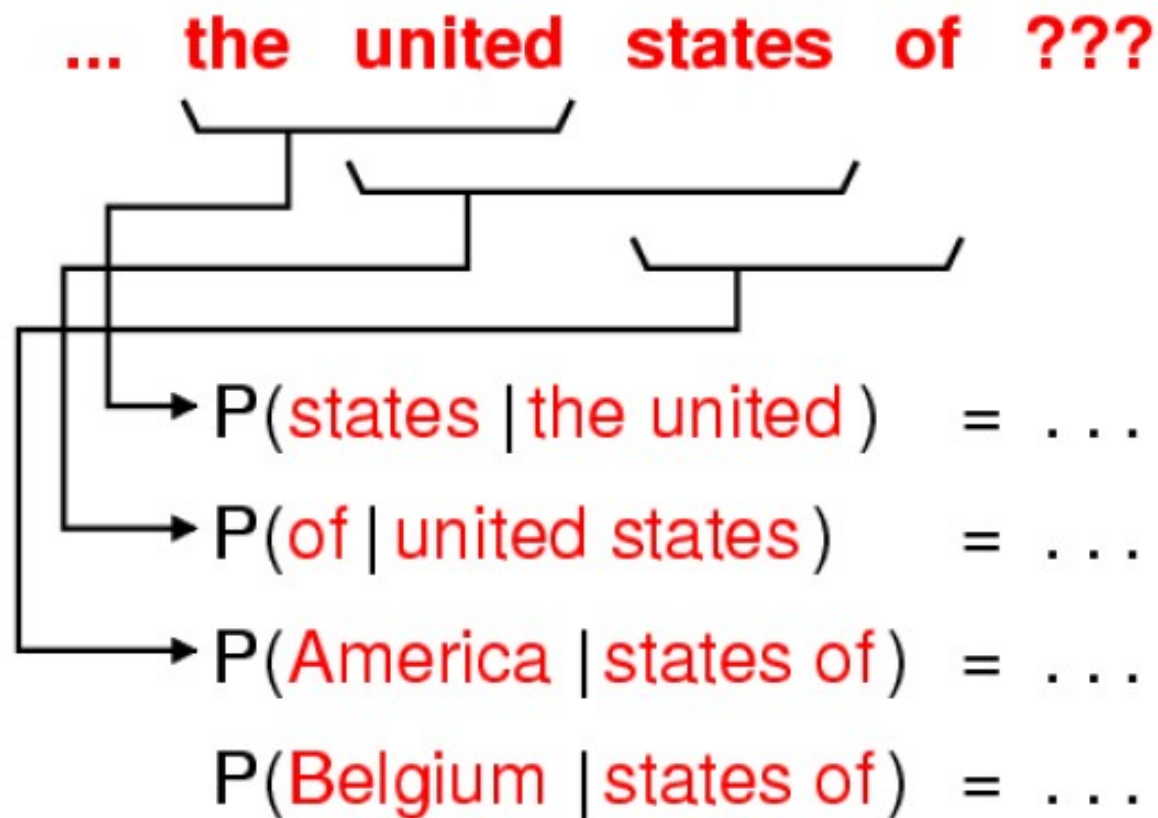 ... the united states of ???
P(states | the united) = ...
P(of | united states) = ...
P(America | states of) = ...
P(Belgium | states of) = ...